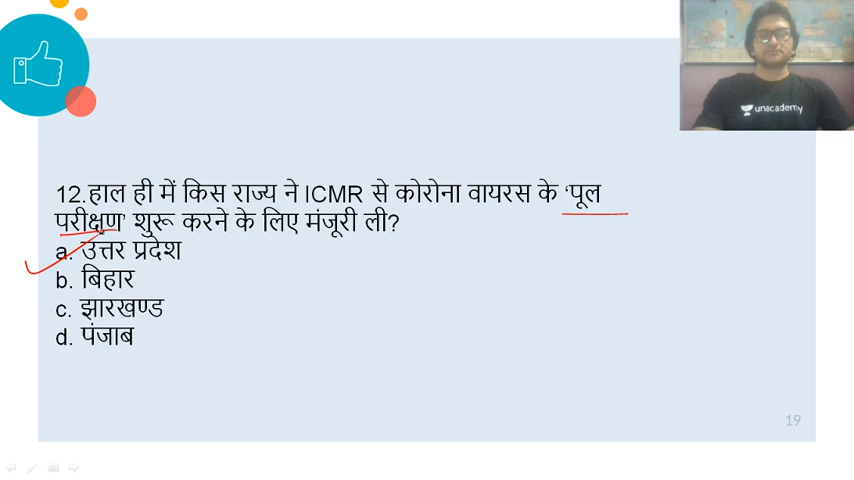 unacademy
12.हाल ही में किस राज्य ने ICMR से कोरोना वायरस के ‘पूल
परीक्षण’ शुरू करने के लिए मंजूरी ली?
a. उत्तर प्रदेश
b. बिहार
c. झारखण्ड
d. पंजाब
19